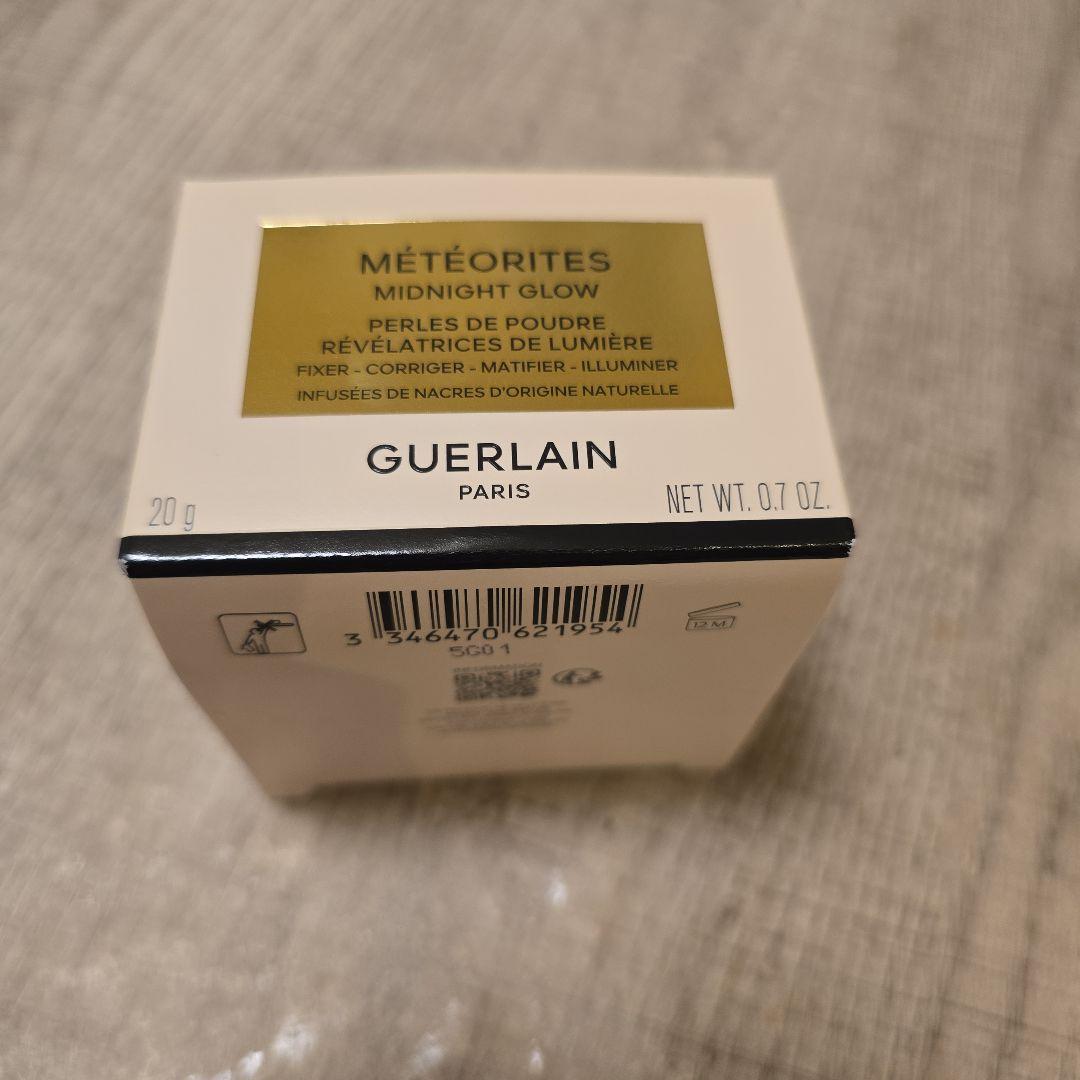 MÉTÉORITES
MIDNIGHT GLOW
PERLES DE POUDRE
RÉVÉLATRICES DE LUMIÈRE
FIXER - CORRIGER - MATIFIER - ILLUMINER
INFUSÉES DE NACRES D'ORIGINE NATURELLE
GUERLAIN
PARIS
20 g NET WT. 0.7 OZ.
3 346470 621954
12 M
5G01
INFORMATION